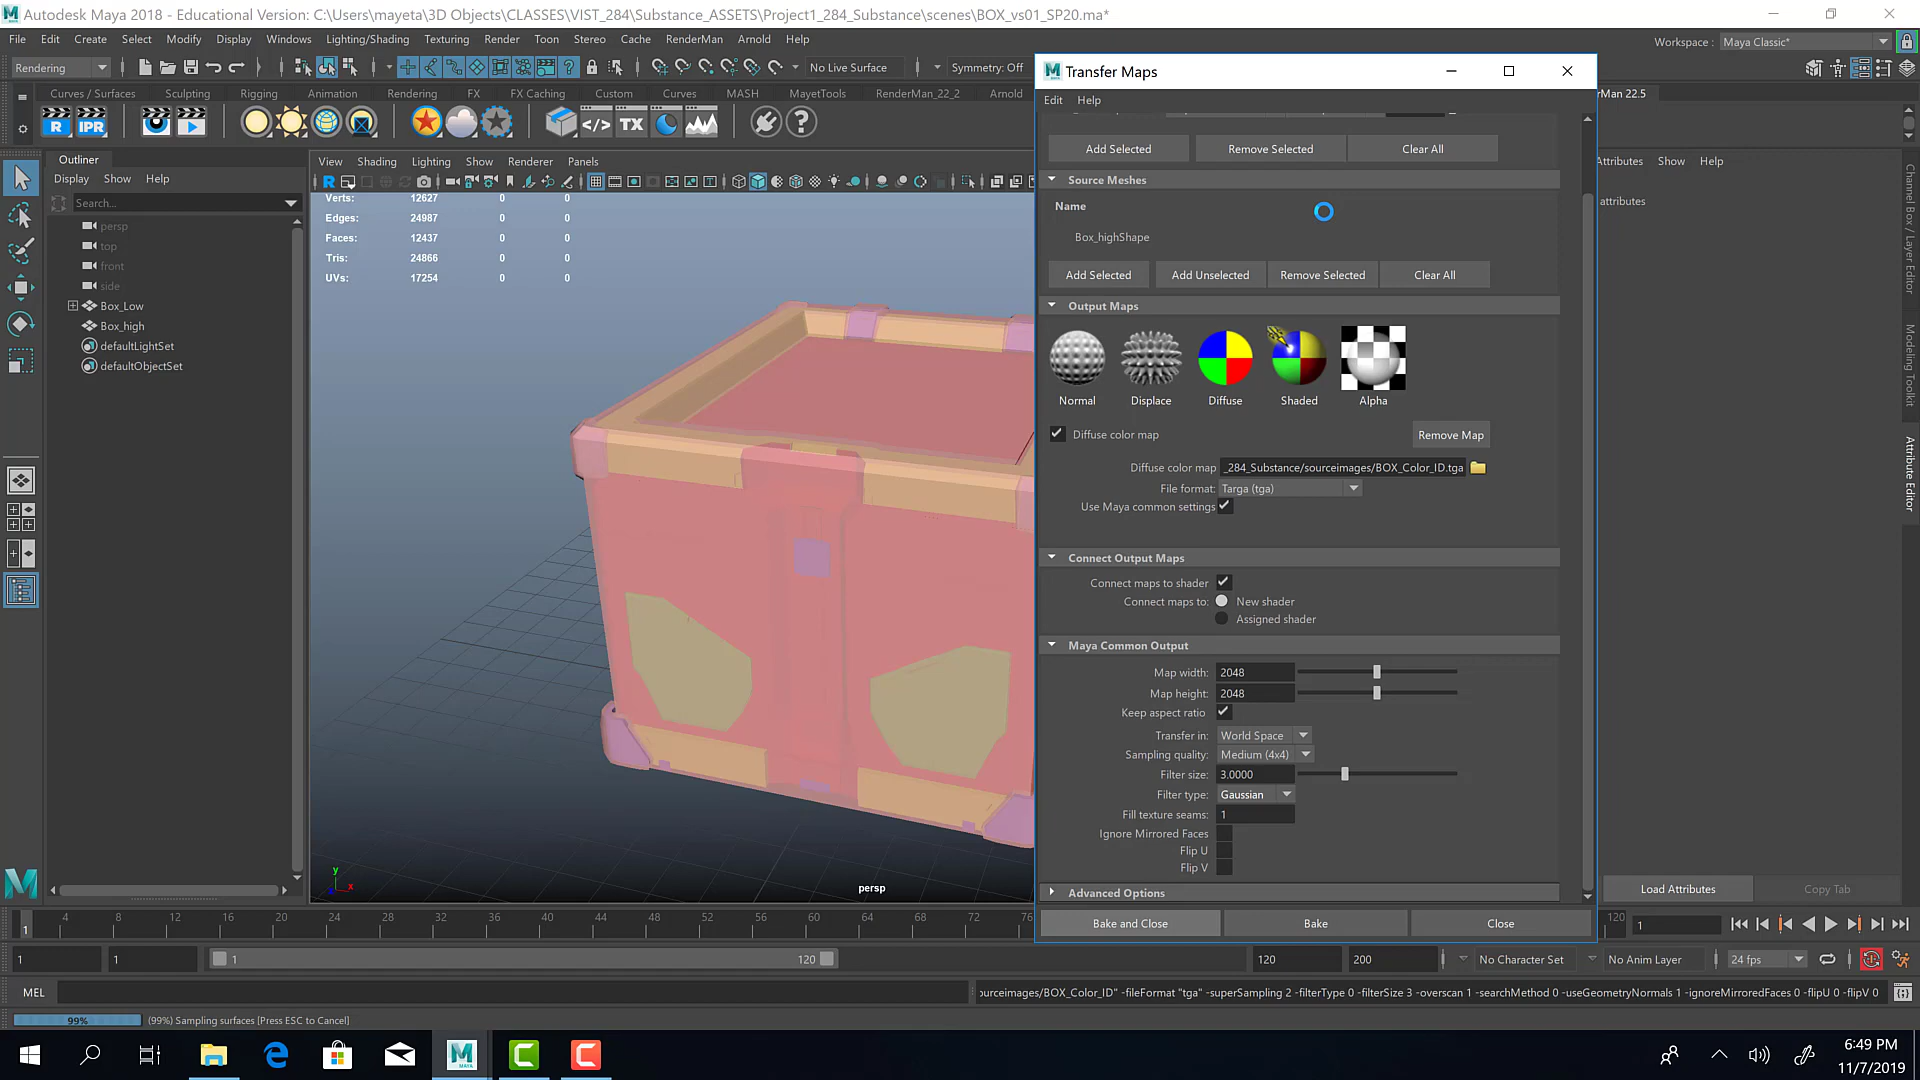 Autodesk Maya 2018 - Educational Version: C:\Users\mayeta\3D Objects\CLASSES\VIST_284\Substance_ASSETS\Project1_284_Substance\scenes\BOX_vs01_SP20.ma*
File Edit Create Select Modify Display Windows Lighting/Shading Texturing Render Toon Stereo Cache RenderMan Arnold Help
Workspace : Maya Classic*
Rendering No Live Surface Symmetry: Off
Transfer Maps
Edit Help
Curves / Surfaces Sculpting Rigging Animation Rendering FX FX Caching Custom Curves MASH MayetTools RenderMan_22_2 Arnold
rMan 22.5
R IPR </> TX ?
Add Selected Remove Selected Clear All
Outliner
Display Show Help
View Shading Lighting Show Renderer Panels
Attributes Show Help
Source Meshes
Search...
Name
attributes
Verts: 12627 0 0
Edges: 24987 0 0
Faces: 12437 0 0
Tris: 24866 0 0
UVs: 17254 0 0
persp
top
front
side
Box_Low
Box_high
defaultLightSet
defaultObjectSet
Box_highShape
Add Selected Add Unselected Remove Selected Clear All
Output Maps
Normal Displace Diffuse Shaded Alpha
Diffuse color map Remove Map
Diffuse color map _284_Substance/sourceimages/BOX_Color_ID.tga
File format: Targa (tga)
Use Maya common settings
Connect Output Maps
Connect maps to shader
Connect maps to: New shader
Assigned shader
Maya Common Output
Map width: 2048
Map height: 2048
Keep aspect ratio
Transfer in: World Space
Sampling quality: Medium (4x4)
Filter size: 3.0000
Filter type: Gaussian
Fill texture seams: 1
Ignore Mirrored Faces
Flip U
Flip V
Advanced Options
Bake and Close Bake Close
Channel Box / Layer Editor
Modeling Toolkit
Attribute Editor
Load Attributes Copy Tab
y
x
persp
4 8 12 16 20 24 28 32 36 40 44 48 52 56 60 64 68 72 76 120
1 1
1 1 1 120 120 200 No Character Set No Anim Layer 24 fps
MEL ourceimages/BOX_Color_ID" -fileFormat "tga" -superSampling 2 -filterType 0 -filterSize 3 -overscan 1 -searchMethod 0 -useGeometryNormals 1 -ignoreMirroredFaces 0 -flipU 0 -flipV 0
99% (99%) Sampling surfaces [Press ESC to Cancel]
MAYA
6:49 PM
11/7/2019